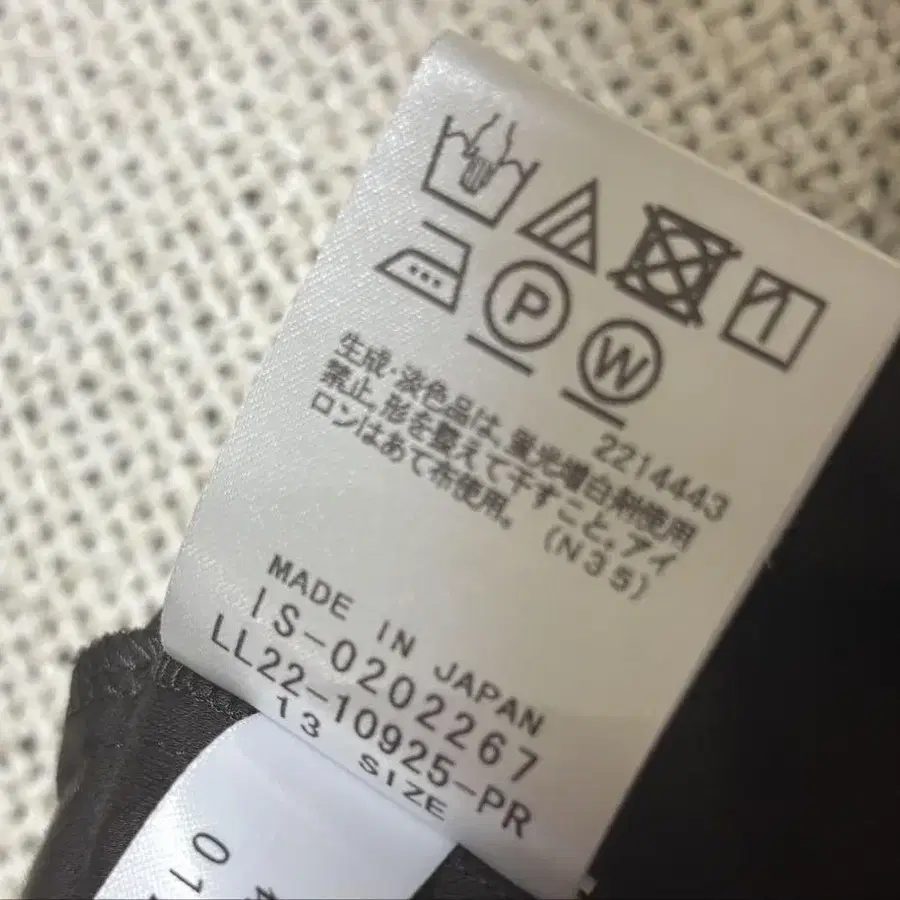 P
W
2214443
生成・淡色品は、蛍光増白剤使用
禁止。形を整えて干すこと。アイ
ロンはあて布使用。
(N35)
MADE IN JAPAN
IS-0202267
LL22-10925-PR
13 SIZE